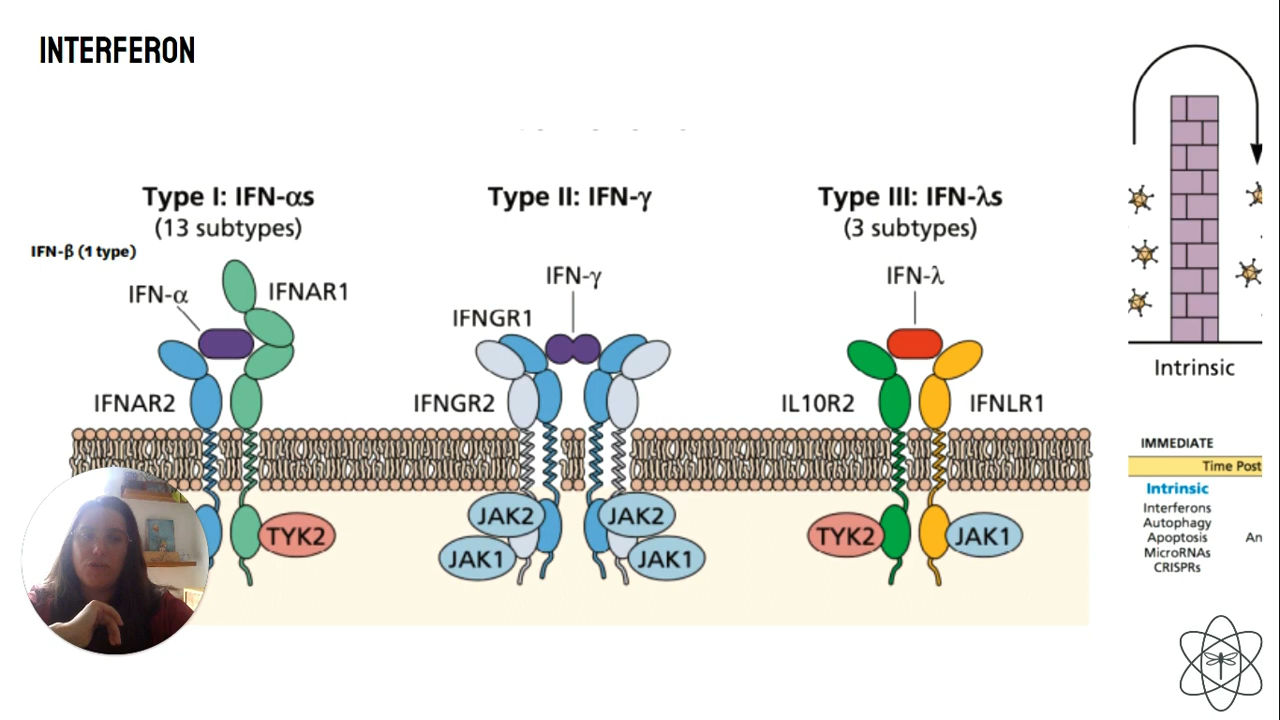 INTERFERON
Type I: IFN-αs
(13 subtypes)
IFN-β (1 type)
IFN-α
IFNAR1
IFNAR2
TYK2
Type II: IFN-γ
IFN-γ
IFNGR1
IFNGR2
JAK2
JAK2
JAK1
JAK1
Type III: IFN-λs
(3 subtypes)
IFN-λ
IL10R2
IFNLR1
TYK2
JAK1
Intrinsic
IMMEDIATE
Time Post
Intrinsic
Interferons
Autophagy
Apoptosis
An
MicroRNAs
CRISPRs